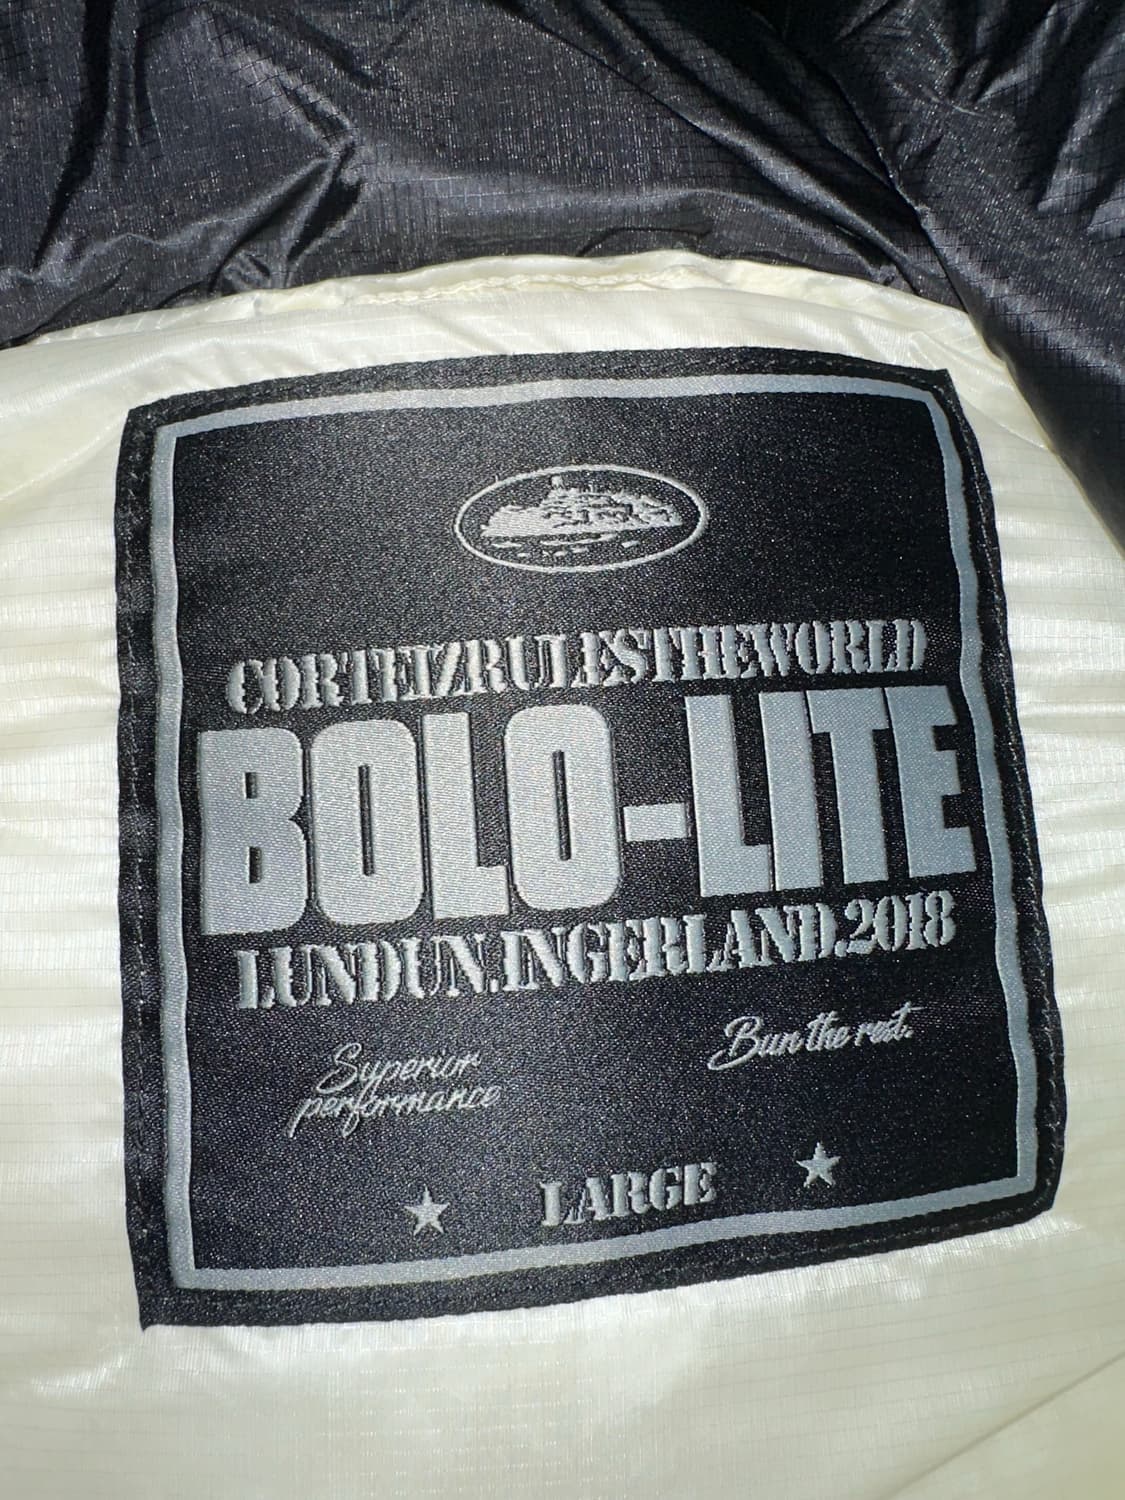 CORTEIZRULESTHEWORLD
BOLO-LITE
LUNDUN.INGERLAND.2018
Superior
performance
Bun the rest.
LARGE